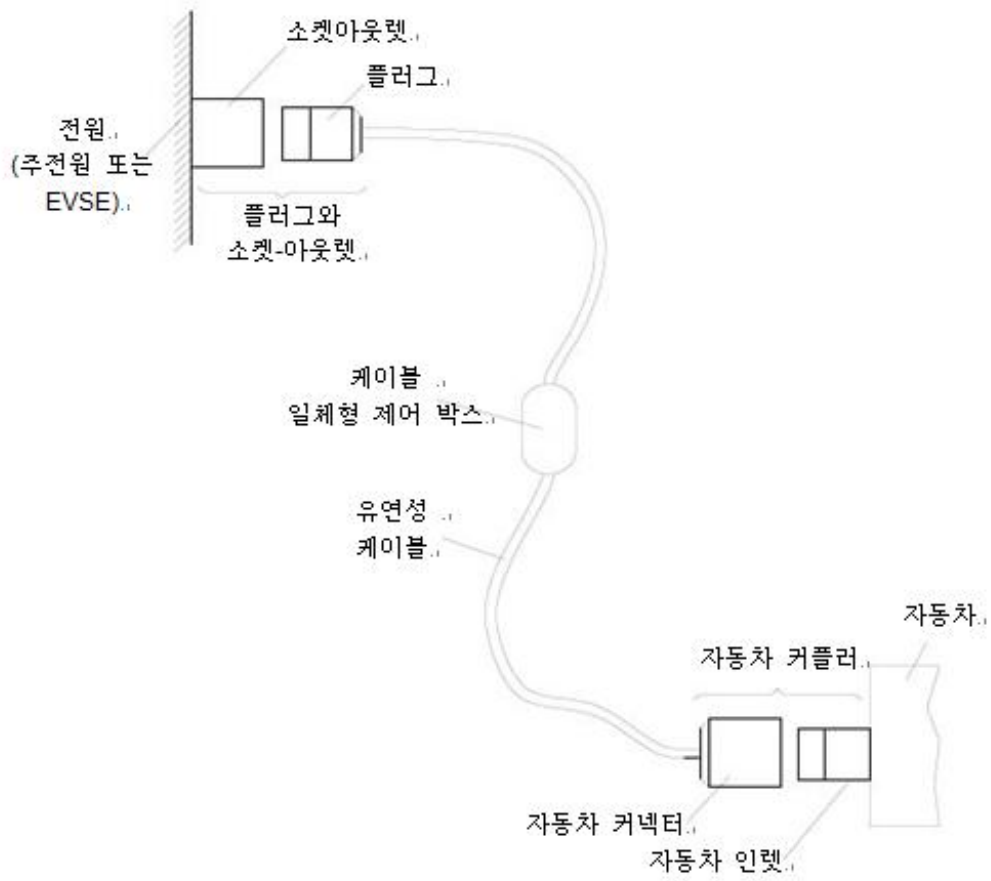 소켓아웃렛
플러그
전원
(주전원 또는
EVSE)
플러그와
소켓-아웃렛
케이블
일체형 제어 박스
유연성
케이블
자동차
자동차 커플러
자동차 커넥터
자동차 인렛